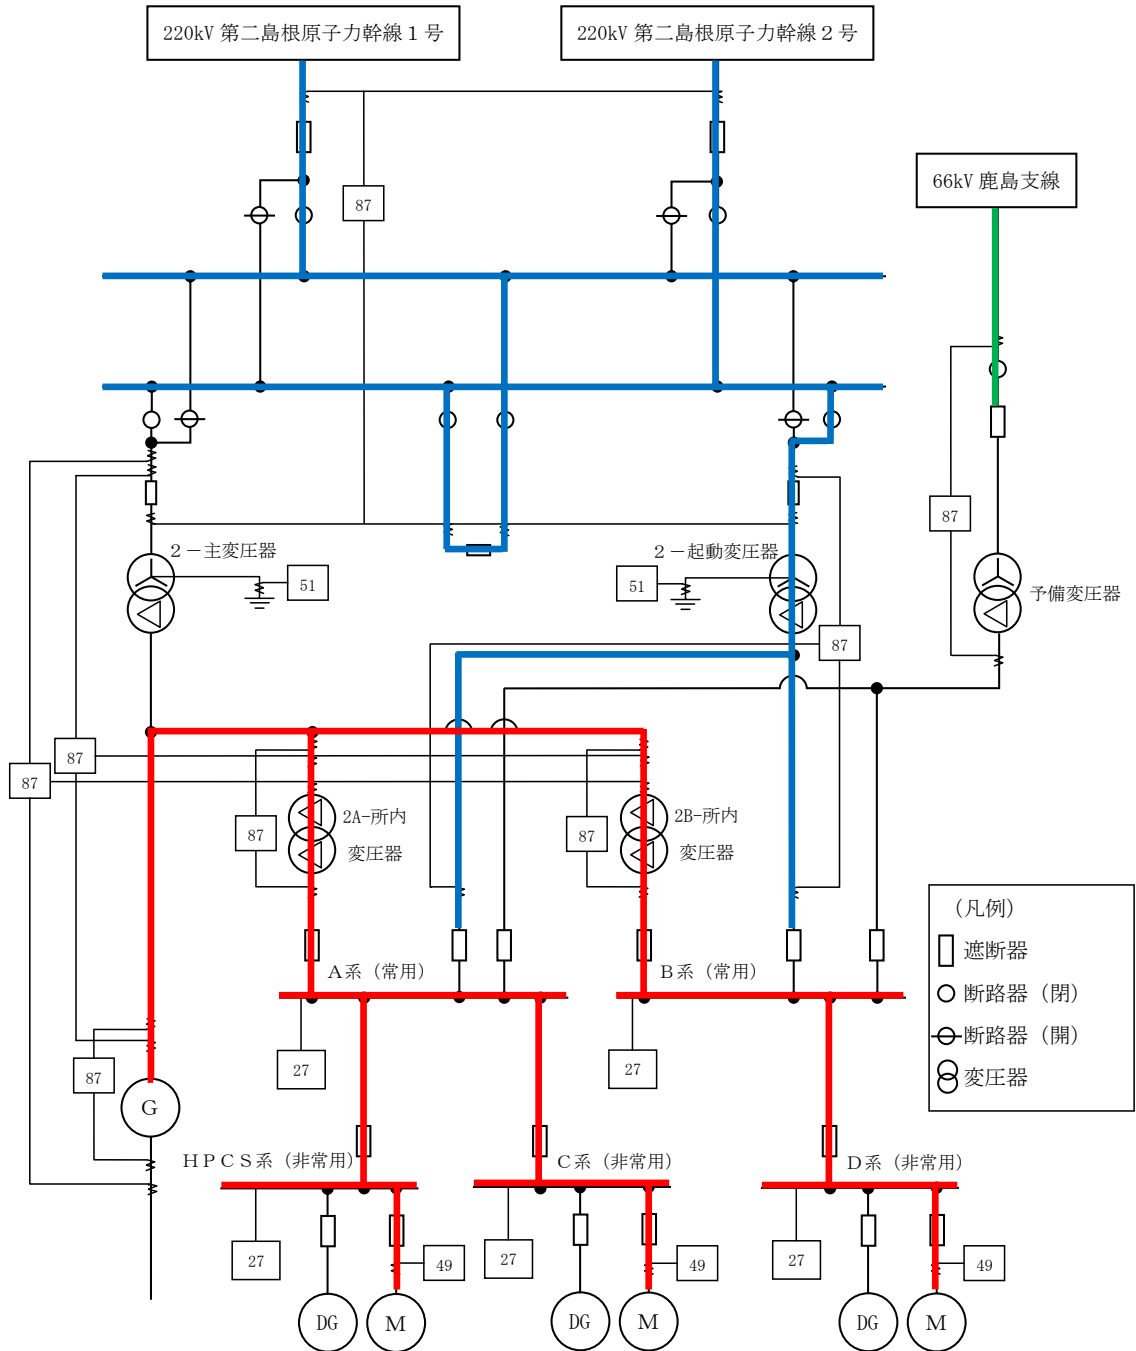 220kV 第二島根原子力幹線１号
220kV 第二島根原子力幹線２号
66kV 鹿島支線
87
87
２－主変圧器
51
２－起動変圧器
51
予備変圧器
87
87
87
2A-所内
変圧器
87
2B-所内
変圧器
87
(凡例)
遮断器
断路器（閉）
断路器（開）
変圧器
A系（常用）
B系（常用）
27
27
87
G
ＨＰＣＳ系（非常用）
Ｃ系（非常用）
Ｄ系（非常用）
27
49
27
49
27
49
DG
M
DG
M
DG
M